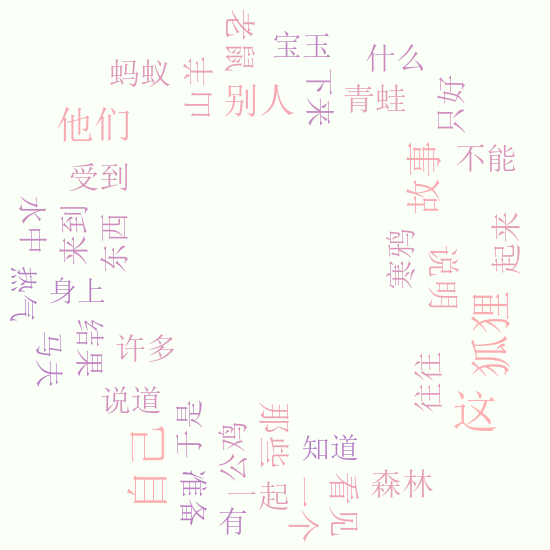 老鼠
宝玉
什么
蚂蚁
山羊
别人
下来
青蛙
只好
他们
故事
不能
受到
水中
来到
东西
寒鸦
说明
起来
热气
身上
狐狸
马夫
结果
许多
往往
说道
这
于是
公鸡
那些
自己
知道
准备
一起
一个
看见
森林
有